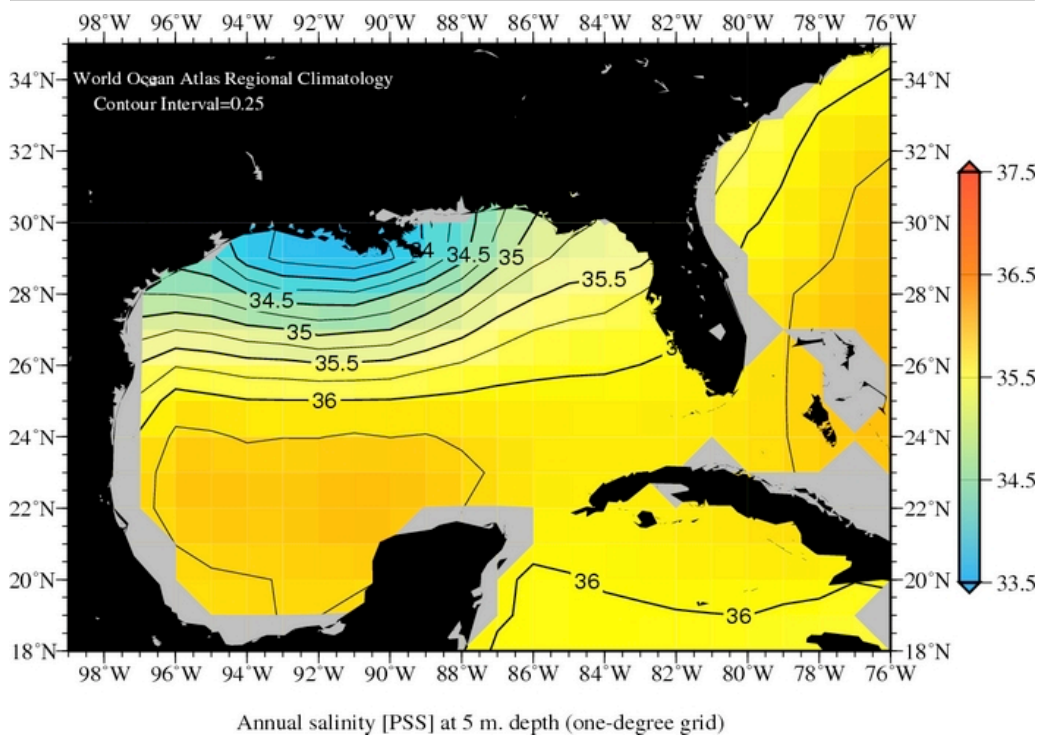 98˚W 96˚W 94˚W 92˚W 90˚W 88˚W 86˚W 84˚W 82˚W 80˚W 78˚W 76˚W
World Ocean Atlas Regional Climatology
Contour Interval=0.25
34˚N 34˚N
32˚N 32˚N
37.5
30˚N 30˚N
34 34.5 35
36.5
35.5
28˚N 28˚N
34.5
35
35.5
26˚N 26˚N
35.5
36
24˚N 24˚N
34.5
22˚N 22˚N
20˚N 36 20˚N
33.5
36
18˚N 18˚N
98˚W 96˚W 94˚W 92˚W 90˚W 88˚W 86˚W 84˚W 82˚W 80˚W 78˚W 76˚W
Annual salinity [PSS] at 5 m. depth (one-degree grid)